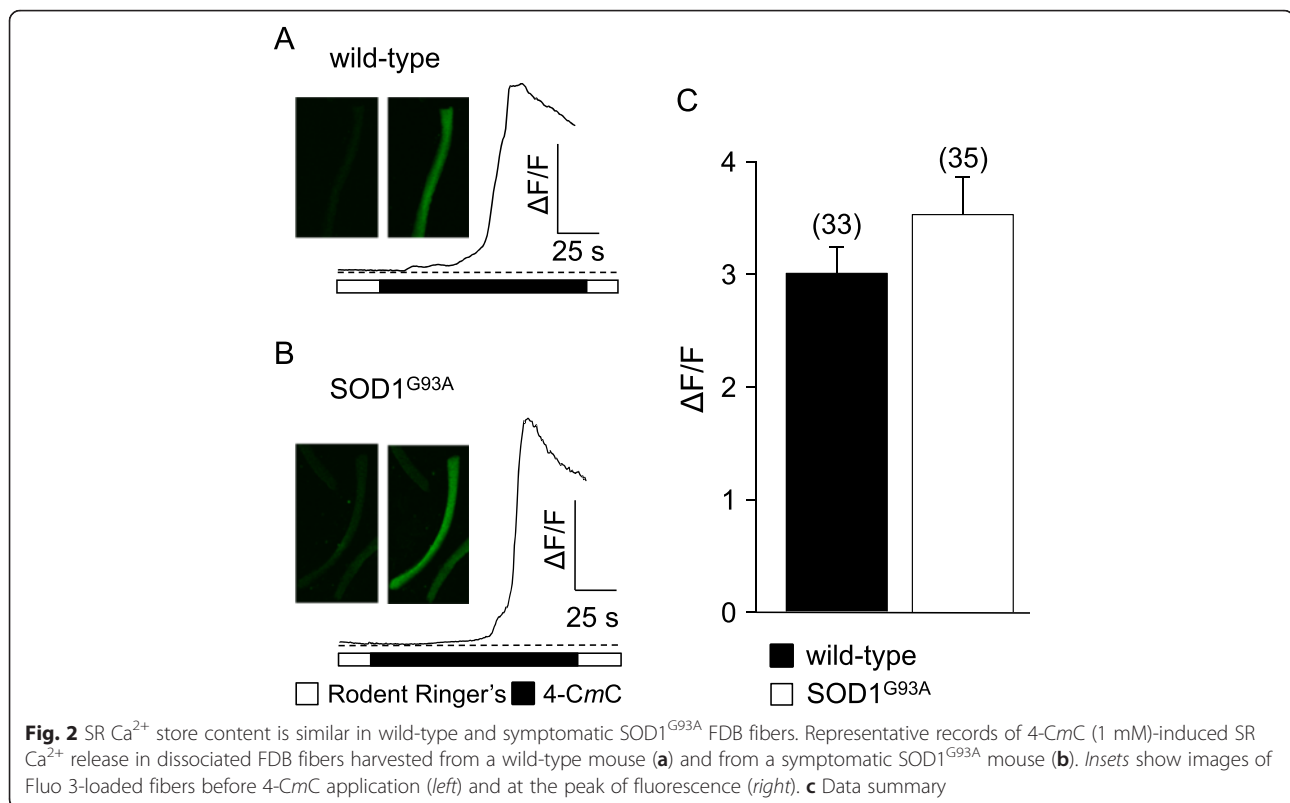 A
wild-type
ΔF/F
25 s
B
SOD1G93A
ΔF/F
25 s
Rodent Ringer's 4-CmC
C
(33)
(35)
4
3
2
1
0
ΔF/F
wild-type
SOD1G93A
Fig. 2 SR Ca2+ store content is similar in wild-type and symptomatic SOD1G93A FDB fibers. Representative records of 4-CmC (1 mM)-induced SR
Ca2+ release in dissociated FDB fibers harvested from a wild-type mouse (a) and from a symptomatic SOD1G93A mouse (b). Insets show images of
Fluo 3-loaded fibers before 4-CmC application (left) and at the peak of fluorescence (right). c Data summary